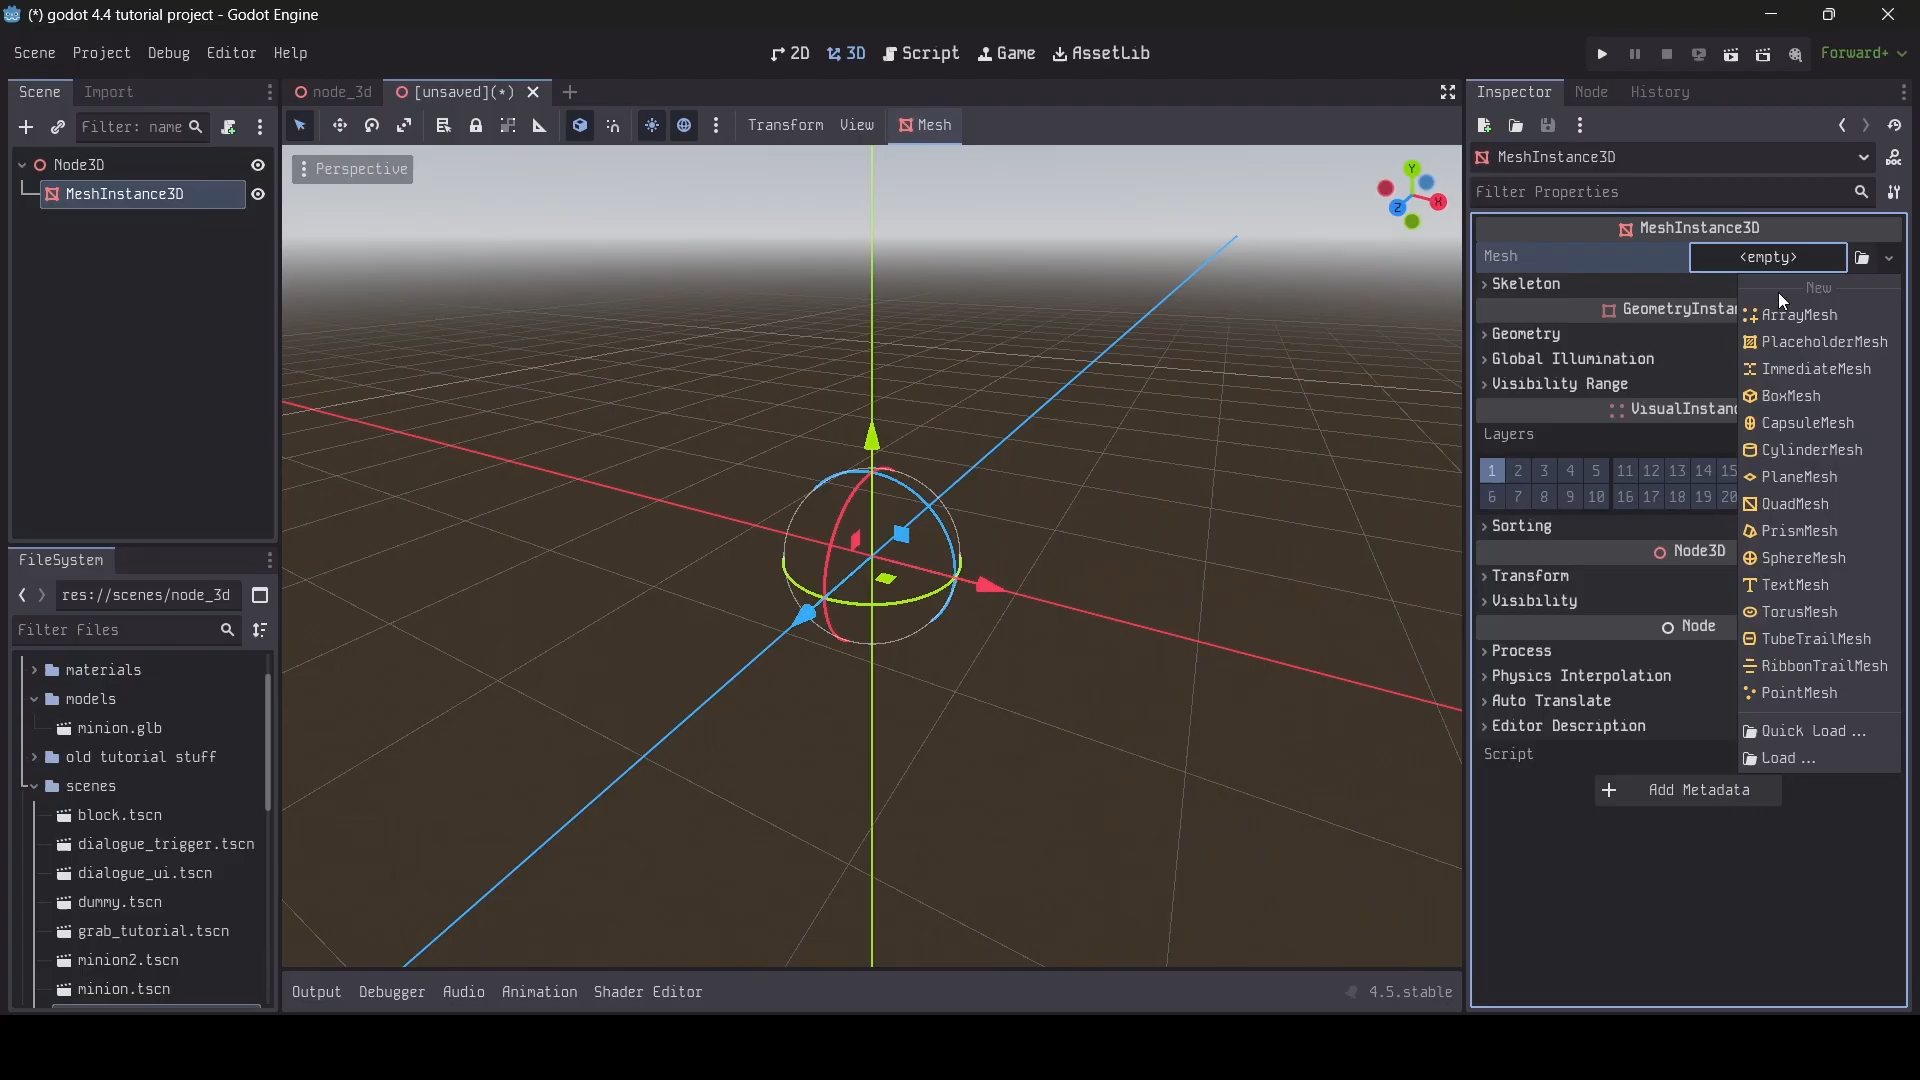 (*) godot 4.4 tutorial project - Godot Engine
Scene Project Debug Editor Help
2D 3D Script Game AssetLib
Forward+
Scene Import
Filter: name
Node3D
MeshInstance3D
FileSystem
res://scenes/node_3d
Filter Files
materials
models
minion.glb
old tutorial stuff
scenes
block.tscn
dialogue_trigger.tscn
dialogue_ui.tscn
dummy.tscn
grab_tutorial.tscn
minion2.tscn
minion.tscn
node_3d [unsaved](*)
Transform View Mesh
Perspective
Y
X
Z
Output Debugger Audio Animation Shader Editor
4.5.stable
Inspector Node History
MeshInstance3D
DOC
Filter Properties
MeshInstance3D
Mesh <empty>
Skeleton
GeometryInstan
Geometry
Global Illumination
Visibility Range
VisualInstanc
Layers
1 2 3 4 5 11 12 13 14 15
6 7 8 9 10 16 17 18 19 20
Sorting
Node3D
Transform
Visibility
Node
Process
Physics Interpolation
Auto Translate
Editor Description
Script
Add Metadata
New
ArrayMesh
PlaceholderMesh
ImmediateMesh
BoxMesh
CapsuleMesh
CylinderMesh
PlaneMesh
QuadMesh
PrismMesh
SphereMesh
TextMesh
TorusMesh
TubeTrailMesh
RibbonTrailMesh
PointMesh
Quick Load ...
Load ...